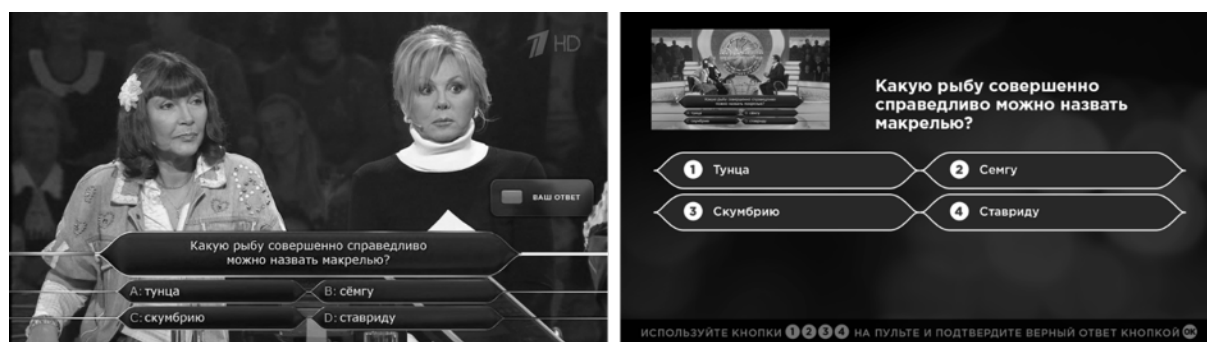 HD
ВАШ ОТВЕТ
Какую рыбу совершенно справедливо
можно назвать макрелью?
A: тунца
B: сёмгу
C: скумбрию
D: ставриду
Какую рыбу совершенно
справедливо можно назвать
макрелью?
1 Тунца
2 Семгу
3 Скумбрию
4 Ставриду
ИСПОЛЬЗУЙТЕ КНОПКИ 1 2 3 4 НА ПУЛЬТЕ И ПОДТВЕРДИТЕ ВЕРНЫЙ ОТВЕТ КНОПКОЙ OK